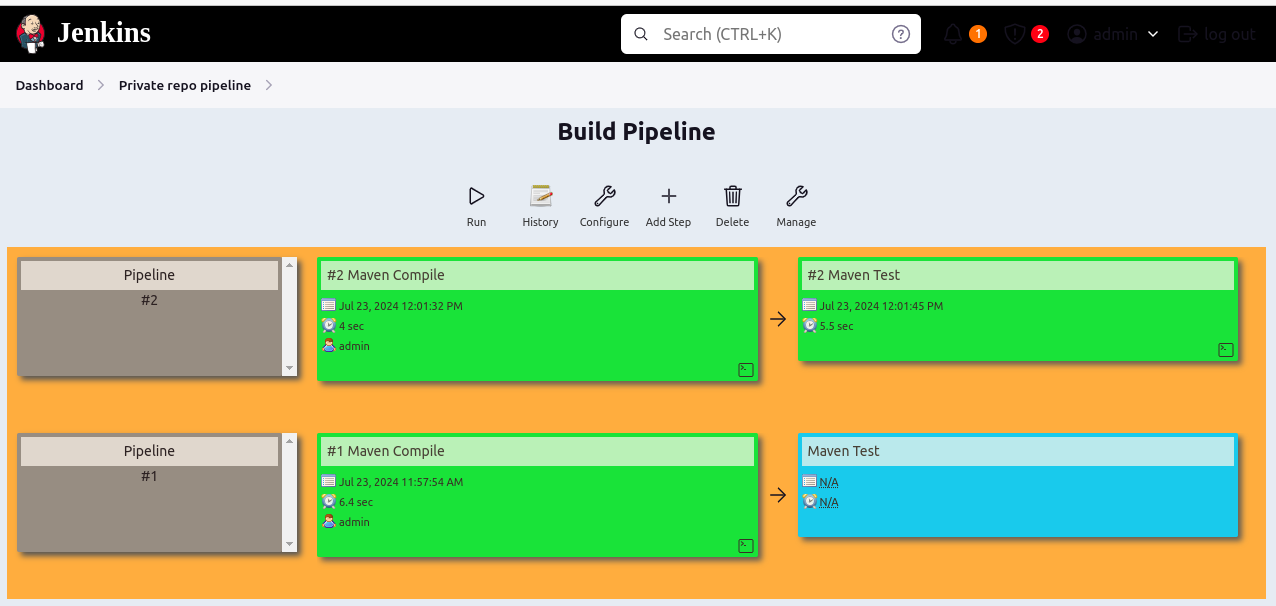 Jenkins
Search (CTRL+K)
?
1
2
admin
log out
Dashboard
Private repo pipeline
Build Pipeline
Run
History
Configure
Add Step
Delete
Manage
Pipeline
#2
#2 Maven Compile
Jul 23, 2024 12:01:32 PM
4 sec
admin
#2 Maven Test
Jul 23, 2024 12:01:45 PM
5.5 sec
Pipeline
#1
#1 Maven Compile
Jul 23, 2024 11:57:54 AM
6.4 sec
admin
Maven Test
N/A
N/A